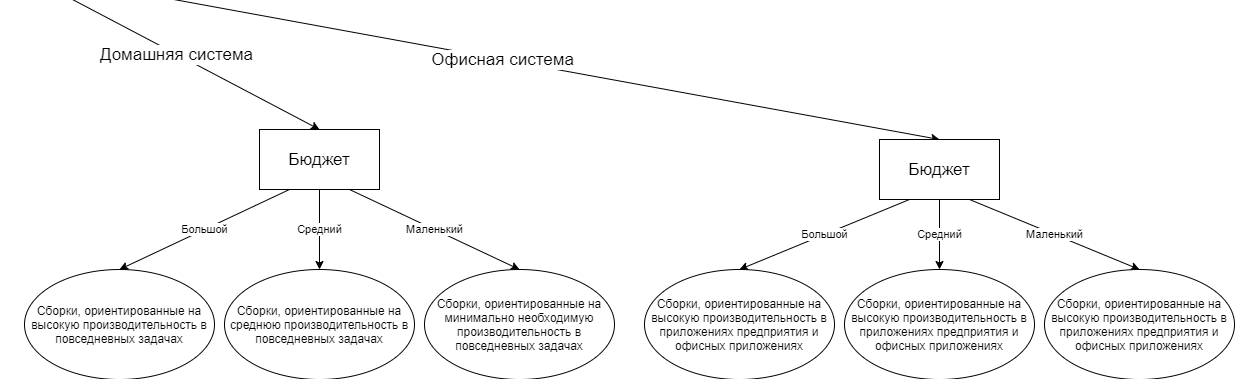 Домашняя система
Офисная система
Бюджет
Бюджет
Большой
Средний
Маленький
Большой
Средний
Маленький
Сборки, ориентированные на
высокую производительность в
повседневных задачах
Сборки, ориентированные на
среднюю производительность в
повседневных задачах
Сборки, ориентированные на
минимально необходимую
производительность в
повседневных задачах
Сборки, ориентированные на
высокую производительность в
приложениях предприятия и
офисных приложениях
Сборки, ориентированные на
высокую производительность в
приложениях предприятия и
офисных приложениях
Сборки, ориентированные на
высокую производительность в
приложениях предприятия и
офисных приложениях